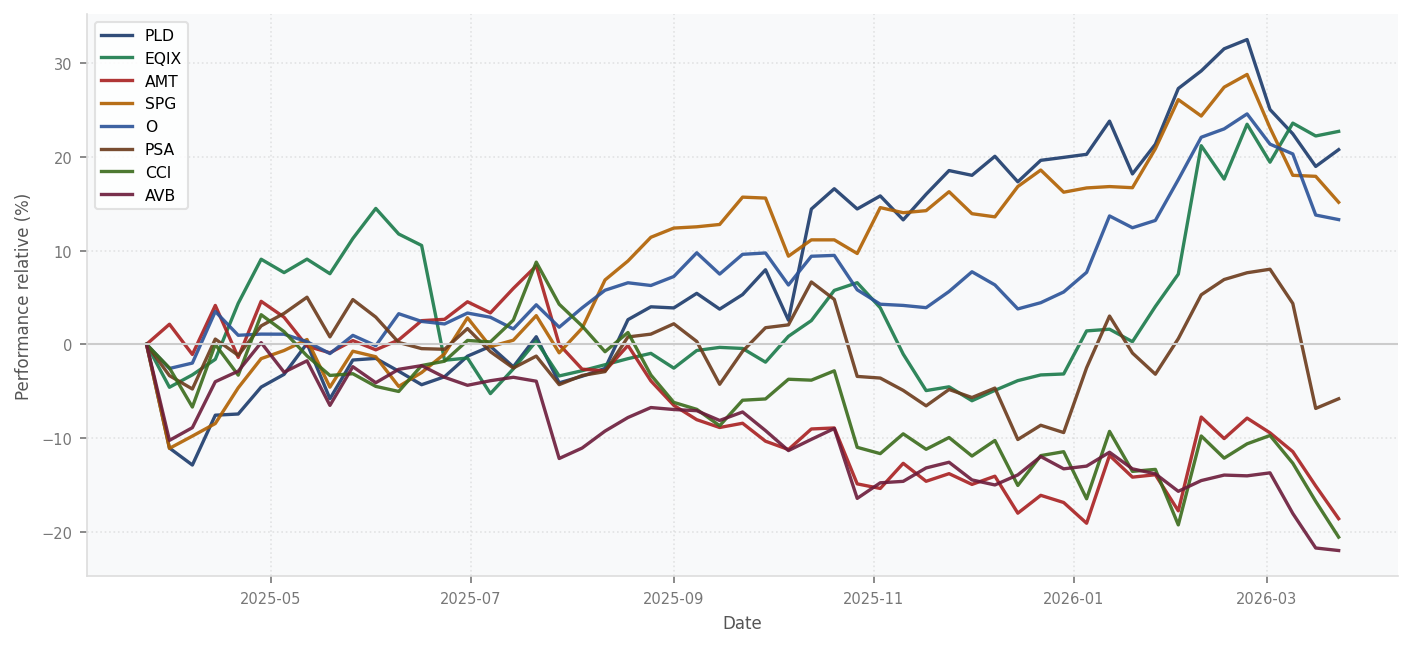 PLD
EQIX
AMT
SPG
O
PSA
CCI
AVB
Performance relative (%)
30
20
10
0
−10
−20
2025-05
2025-07
2025-09
2025-11
2026-01
2026-03
Date